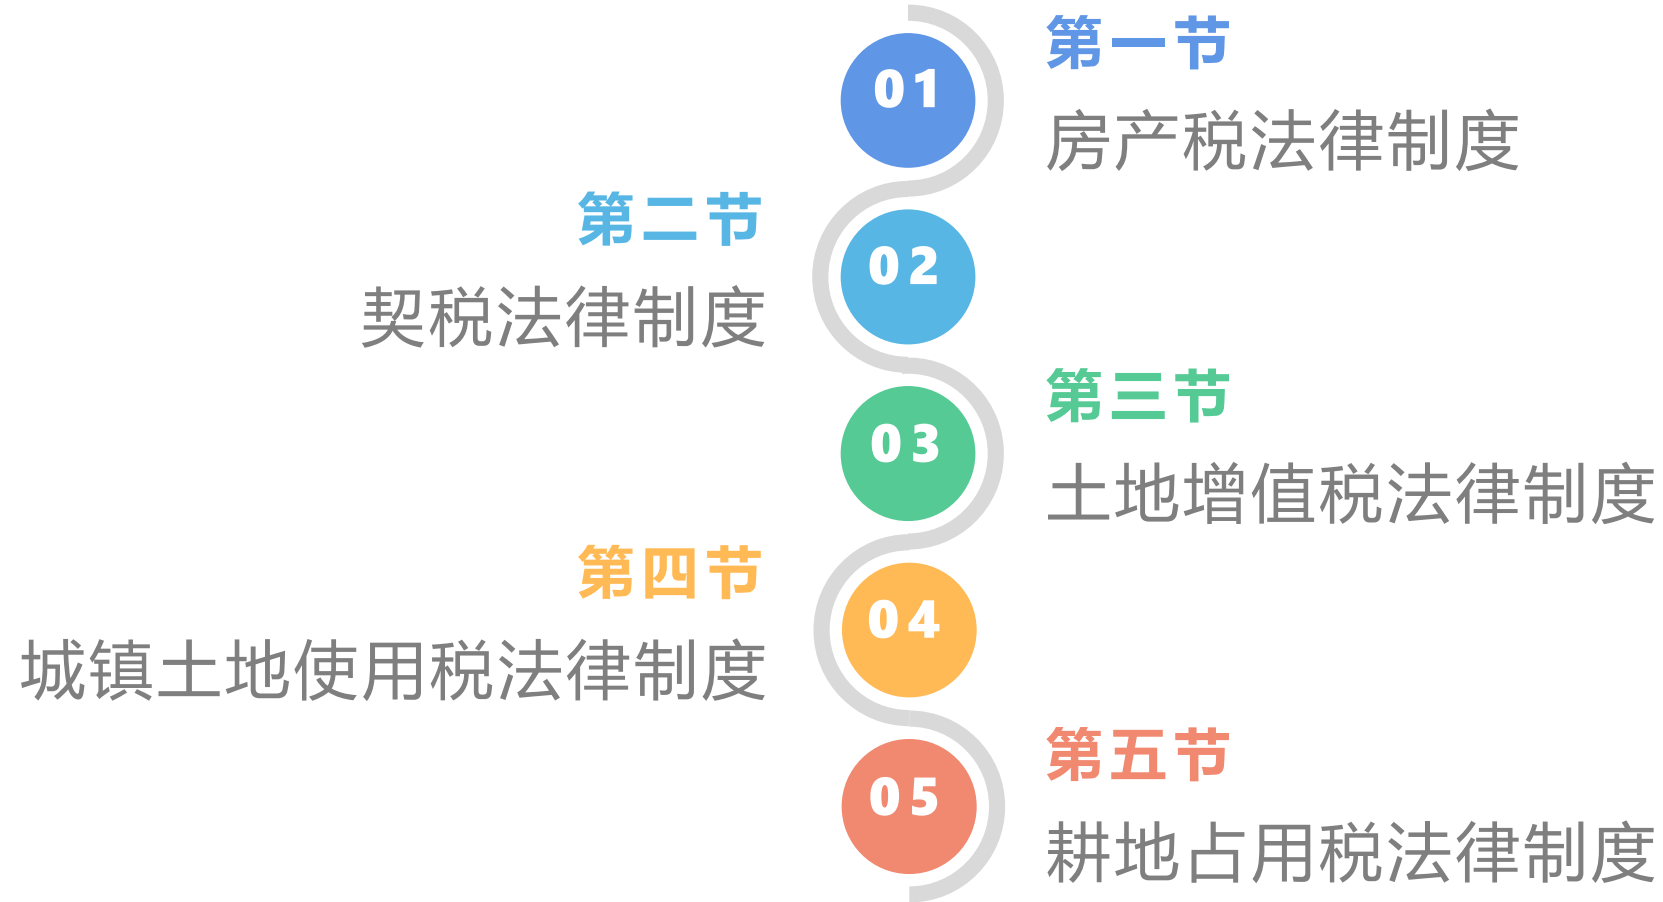 01
第一节
房产税法律制度
第二节
契税法律制度
02
03
第三节
土地增值税法律制度
第四节
城镇土地使用税法律制度
04
05
第五节
耕地占用税法律制度